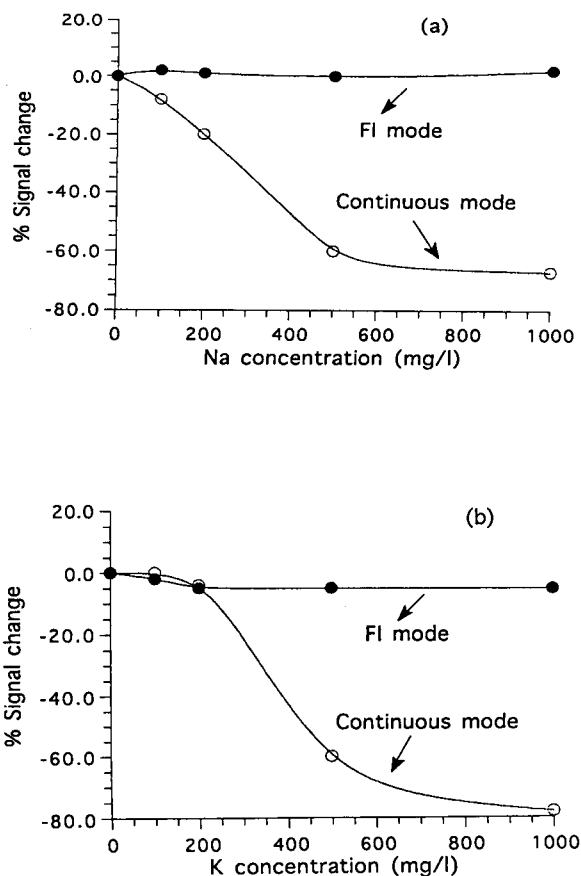 (a)
20.0
0.0
-20.0
-40.0
-60.0
-80.0
% Signal change
FI mode
Continuous mode
0 200 400 600 800 1000
Na concentration (mg/l)
(b)
20.0
0.0
-20.0
-40.0
-60.0
-80.0
% Signal change
FI mode
Continuous mode
0 200 400 600 800 1000
K concentration (mg/l)